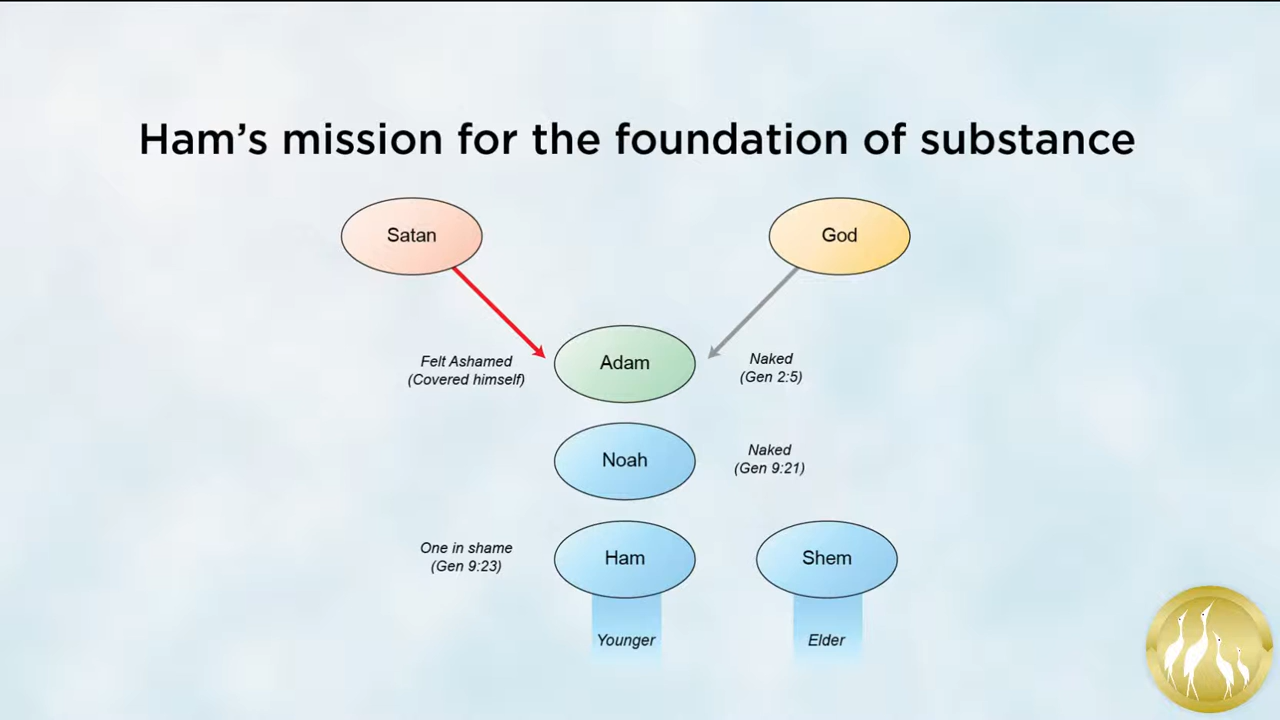 Ham's mission for the foundation of substance
Satan
God
Felt Ashamed
(Covered himself)
Adam
Naked
(Gen 2:5)
Noah
Naked
(Gen 9:21)
One in shame
(Gen 9:23)
Ham
Shem
Younger
Elder